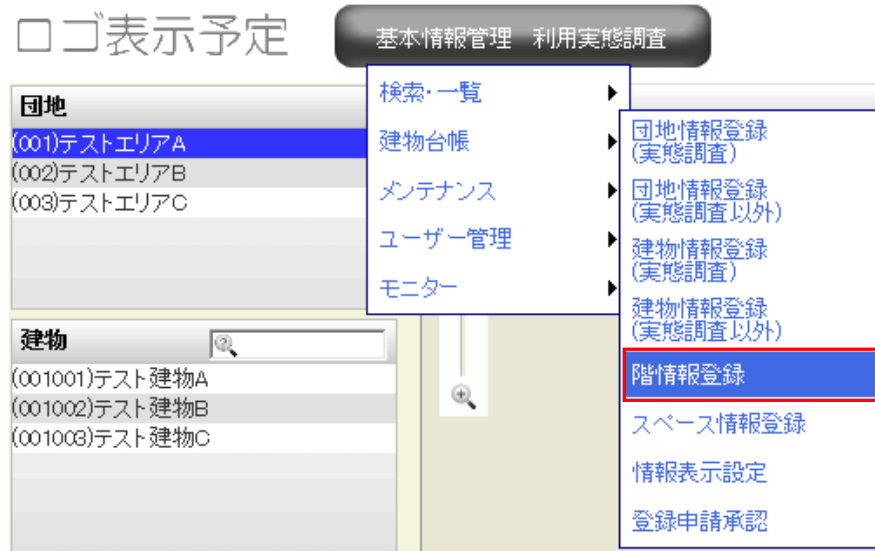 ロゴ表示予定
基本情報管理 利用実態調査
団地
(001)テストエリアA
(002)テストエリアB
(003)テストエリアC
建物
(001001)テスト建物A
(001002)テスト建物B
(001003)テスト建物C
検索・一覧
建物台帳
メンテナンス
ユーザー管理
モニター
団地情報登録
(実態調査)
団地情報登録
(実態調査以外)
建物情報登録
(実態調査)
建物情報登録
(実態調査以外)
階情報登録
スペース情報登録
情報表示設定
登録申請承認